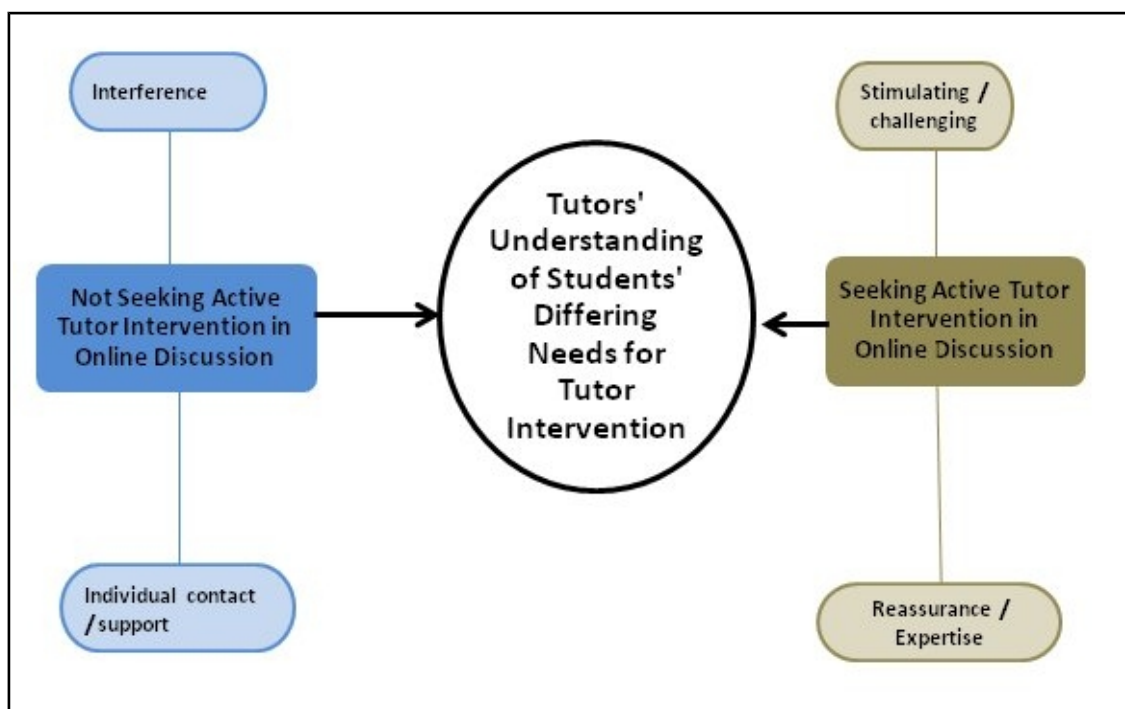 Interference
Not Seeking Active
Tutor Intervention in
Online Discussion
Individual contact
/support
Tutors'
Understanding
of Students'
Differing
Needs for
Tutor
Intervention
Stimulating /
challenging
Seeking Active Tutor
Intervention in
Online Discussion
Reassurance /
Expertise